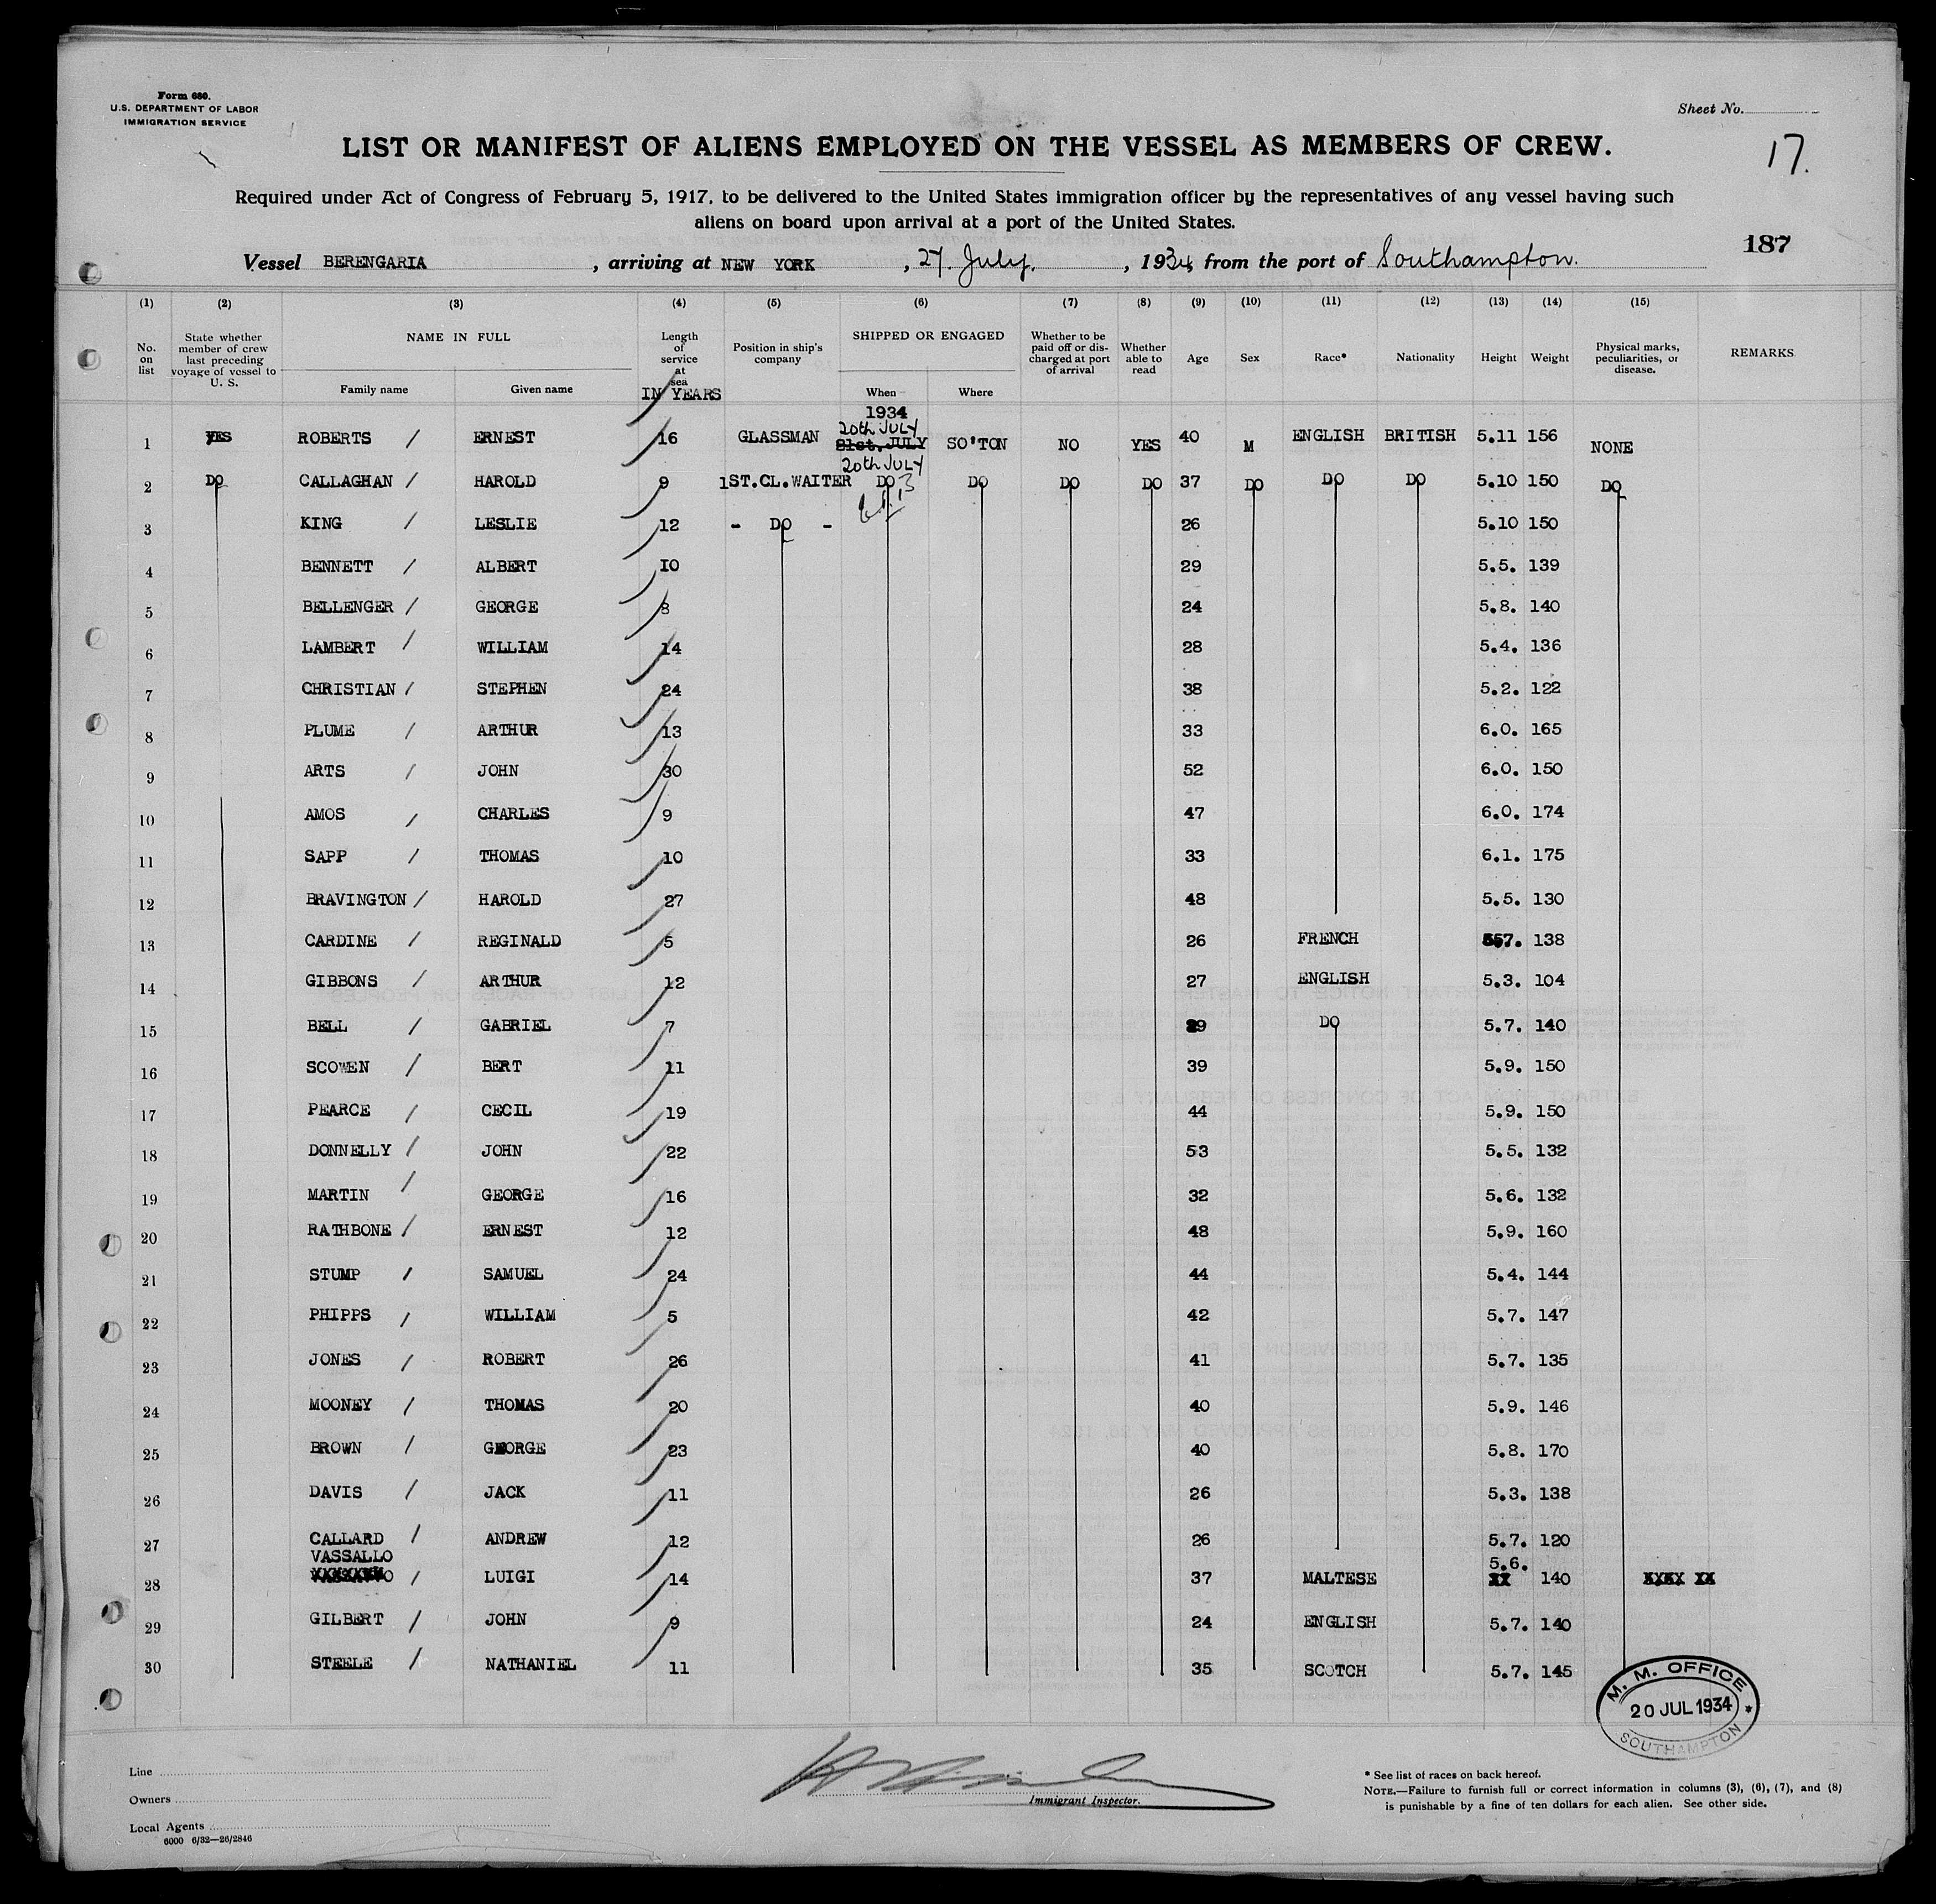 Form 680.
U.S. DEPARTMENT OF LABOR
IMMIGRATION SERVICE
Sheet No.
17.
LIST OR MANIFEST OF ALIENS EMPLOYED ON THE VESSEL AS MEMBERS OF CREW.
Required under Act of Congress of February 5, 1917, to be delivered to the United States immigration officer by the representatives of any vessel having such
aliens on board upon arrival at a port of the United States.
187
Vessel BERENGARIA, arriving at NEW YORK, 27. July., 1934, from the port of Southampton.
(1) (2) (3) (4) (5) (6) (7) (8) (9) (10) (11) (12) (13) (14) (15)
No. on list
State whether member of crew last preceding voyage of vessel to U. S.
NAME IN FULL
Family name
Given name
Length of service at sea
IN YEARS
Position in ship's company
SHIPPED OR ENGAGED
When
Where
Whether to be paid off or discharged at port of arrival
Whether able to read
Age
Sex
Race*
Nationality
Height
Weight
Physical marks, peculiarities, or disease.
REMARKS
1934
20th JULY
1 YES ROBERTS / ERNEST 16 GLASSMAN 21st. JULY SO'TON NO YES 40 M ENGLISH BRITISH 5.11 156 NONE
20th JULY
2 DO CALLAGHAN / HAROLD 9 1ST.CL.WAITER DO DO DO DO 37 DO DO DO 5.10 150 DO
3 KING / LESLIE 12 - DO - 26 5.10 150
4 BENNETT / ALBERT 10 29 5.5. 139
5 BELLENGER / GEORGE 8 24 5.8. 140
6 LAMBERT / WILLIAM 14 28 5.4. 136
7 CHRISTIAN / STEPHEN 24 38 5.2. 122
8 PLUME / ARTHUR 13 33 6.0. 165
9 ARTS / JOHN 30 52 6.0. 150
10 AMOS / CHARLES 9 47 6.0. 174
11 SAPP / THOMAS 10 33 6.1. 175
12 BRAVINGTON / HAROLD 27 48 5.5. 130
13 CARDINE / REGINALD 5 26 FRENCH 5.7. 138
14 GIBBONS / ARTHUR 12 27 ENGLISH 5.3. 104
15 BELL / GABRIEL 7 29 DO 5.7. 140
16 SCOWEN / BERT 11 39 5.9. 150
17 PEARCE / CECIL 19 44 5.9. 150
18 DONNELLY / JOHN 22 53 5.5. 132
19 MARTIN / GEORGE 16 32 5.6. 132
20 RATHBONE / ERNEST 12 48 5.9. 160
21 STUMP / SAMUEL 24 44 5.4. 144
22 PHIPPS / WILLIAM 5 42 5.7. 147
23 JONES / ROBERT 26 41 5.7. 135
24 MOONEY / THOMAS 20 40 5.9. 146
25 BROWN / GEORGE 23 40 5.8. 170
26 DAVIS / JACK 11 26 5.3. 138
27 CALLARD / ANDREW 12 26 5.7. 120
VASSALLO 5.6.
28 / LUIGI 14 37 MALTESE XX 140 XXXX XX
29 GILBERT / JOHN 9 24 ENGLISH 5.7. 140
30 STEELE / NATHANIEL 11 35 SCOTCH 5.7. 145
M. M. OFFICE
20 JUL 1934 *
SOUTHAMPTON
Line
Owners
Local Agents
6000 6/32—26/2846
Immigrant Inspector.
* See list of races on back hereof.
NOTE.—Failure to furnish full or correct information in columns (3), (6), (7), and (8)
is punishable by a fine of ten dollars for each alien. See other side.